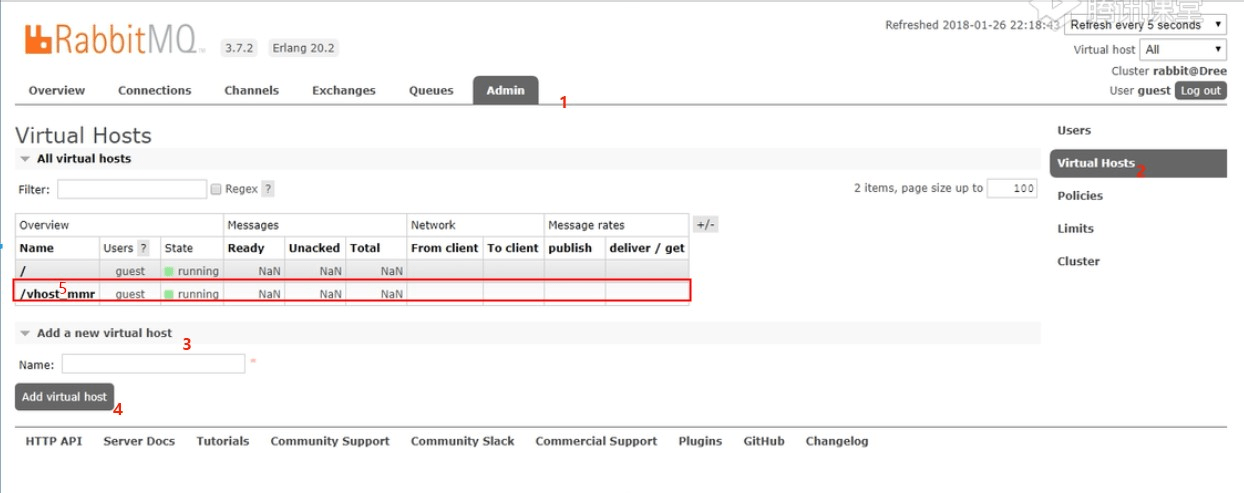 腾讯课堂
RabbitMQ 3.7.2 Erlang 20.2
Refreshed 2018-01-26 22:18:43 Refresh every 5 seconds
Virtual host All
Cluster rabbit@Dree
User guest Log out
Overview Connections Channels Exchanges Queues Admin
1
Virtual Hosts
All virtual hosts
Filter: Regex ?
2 items, page size up to 100
+/-
Overview Messages Network Message rates
Name Users ? State Ready Unacked Total From client To client publish deliver / get
/ guest running NaN NaN NaN
/vhost_mmr guest running NaN NaN NaN
5
Add a new virtual host
3
Name: *
Add virtual host
4
Users
Virtual Hosts
2
Policies
Limits
Cluster
HTTP API Server Docs Tutorials Community Support Community Slack Commercial Support Plugins GitHub Changelog